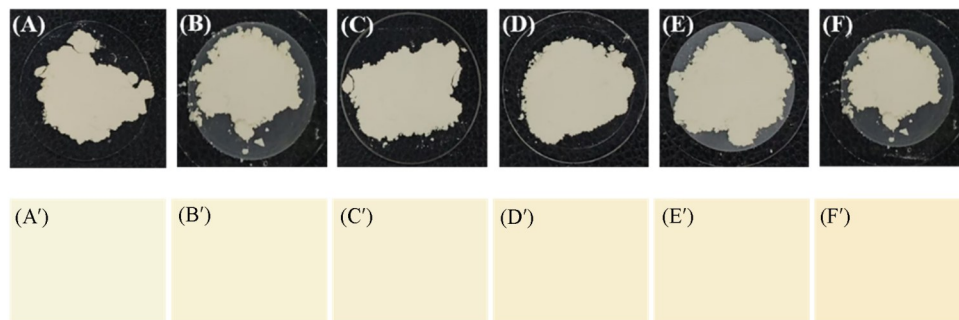 (A) (B) (C) (D) (E) (F)
(A′) (B′) (C′) (D′) (E′) (F′)